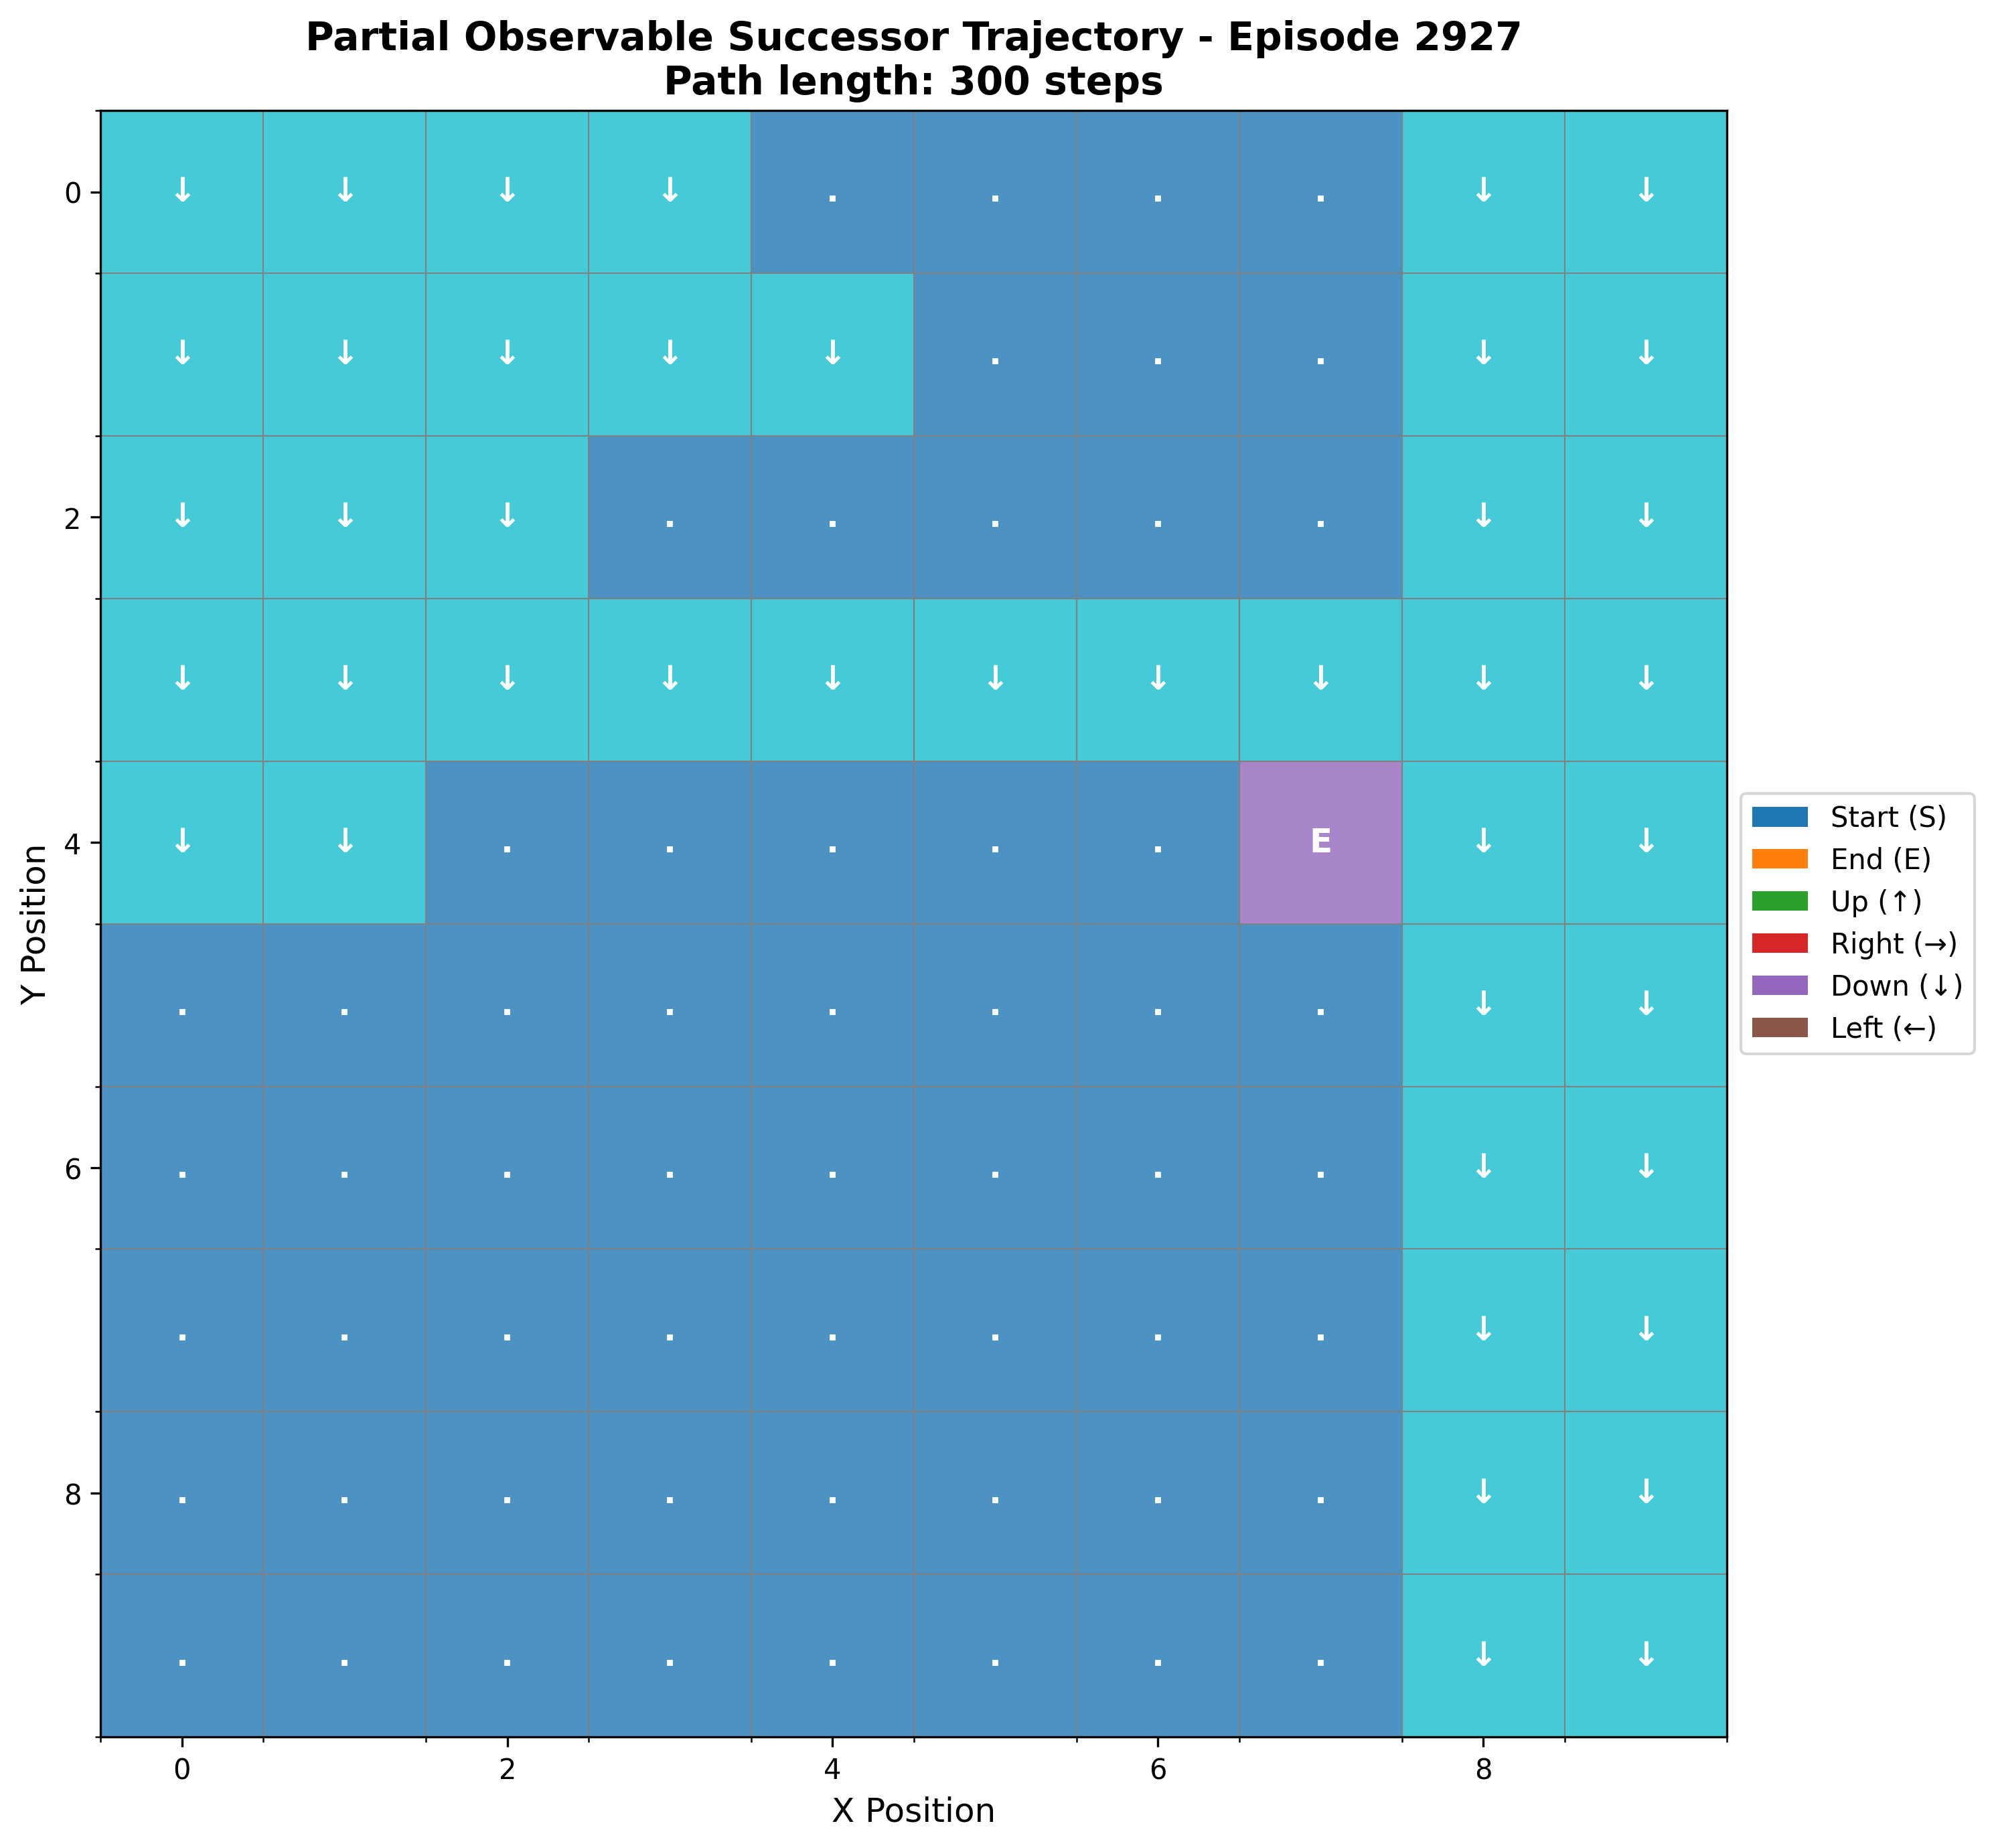 Partial Observable Successor Trajectory - Episode 2927
Path length: 300 steps
0 ↓ ↓ ↓ ↓ . . . . ↓ ↓
↓ ↓ ↓ ↓ ↓ . . . ↓ ↓
2 ↓ ↓ ↓ . . . . . ↓ ↓
↓ ↓ ↓ ↓ ↓ ↓ ↓ ↓ ↓ ↓
4 ↓ ↓ . . . . . E ↓ ↓
. . . . . . . . ↓ ↓
6 . . . . . . . . ↓ ↓
. . . . . . . . ↓ ↓
8 . . . . . . . . ↓ ↓
. . . . . . . . ↓ ↓
0 2 4 6 8
X Position
Y Position
Start (S)
End (E)
Up (↑)
Right (→)
Down (↓)
Left (←)